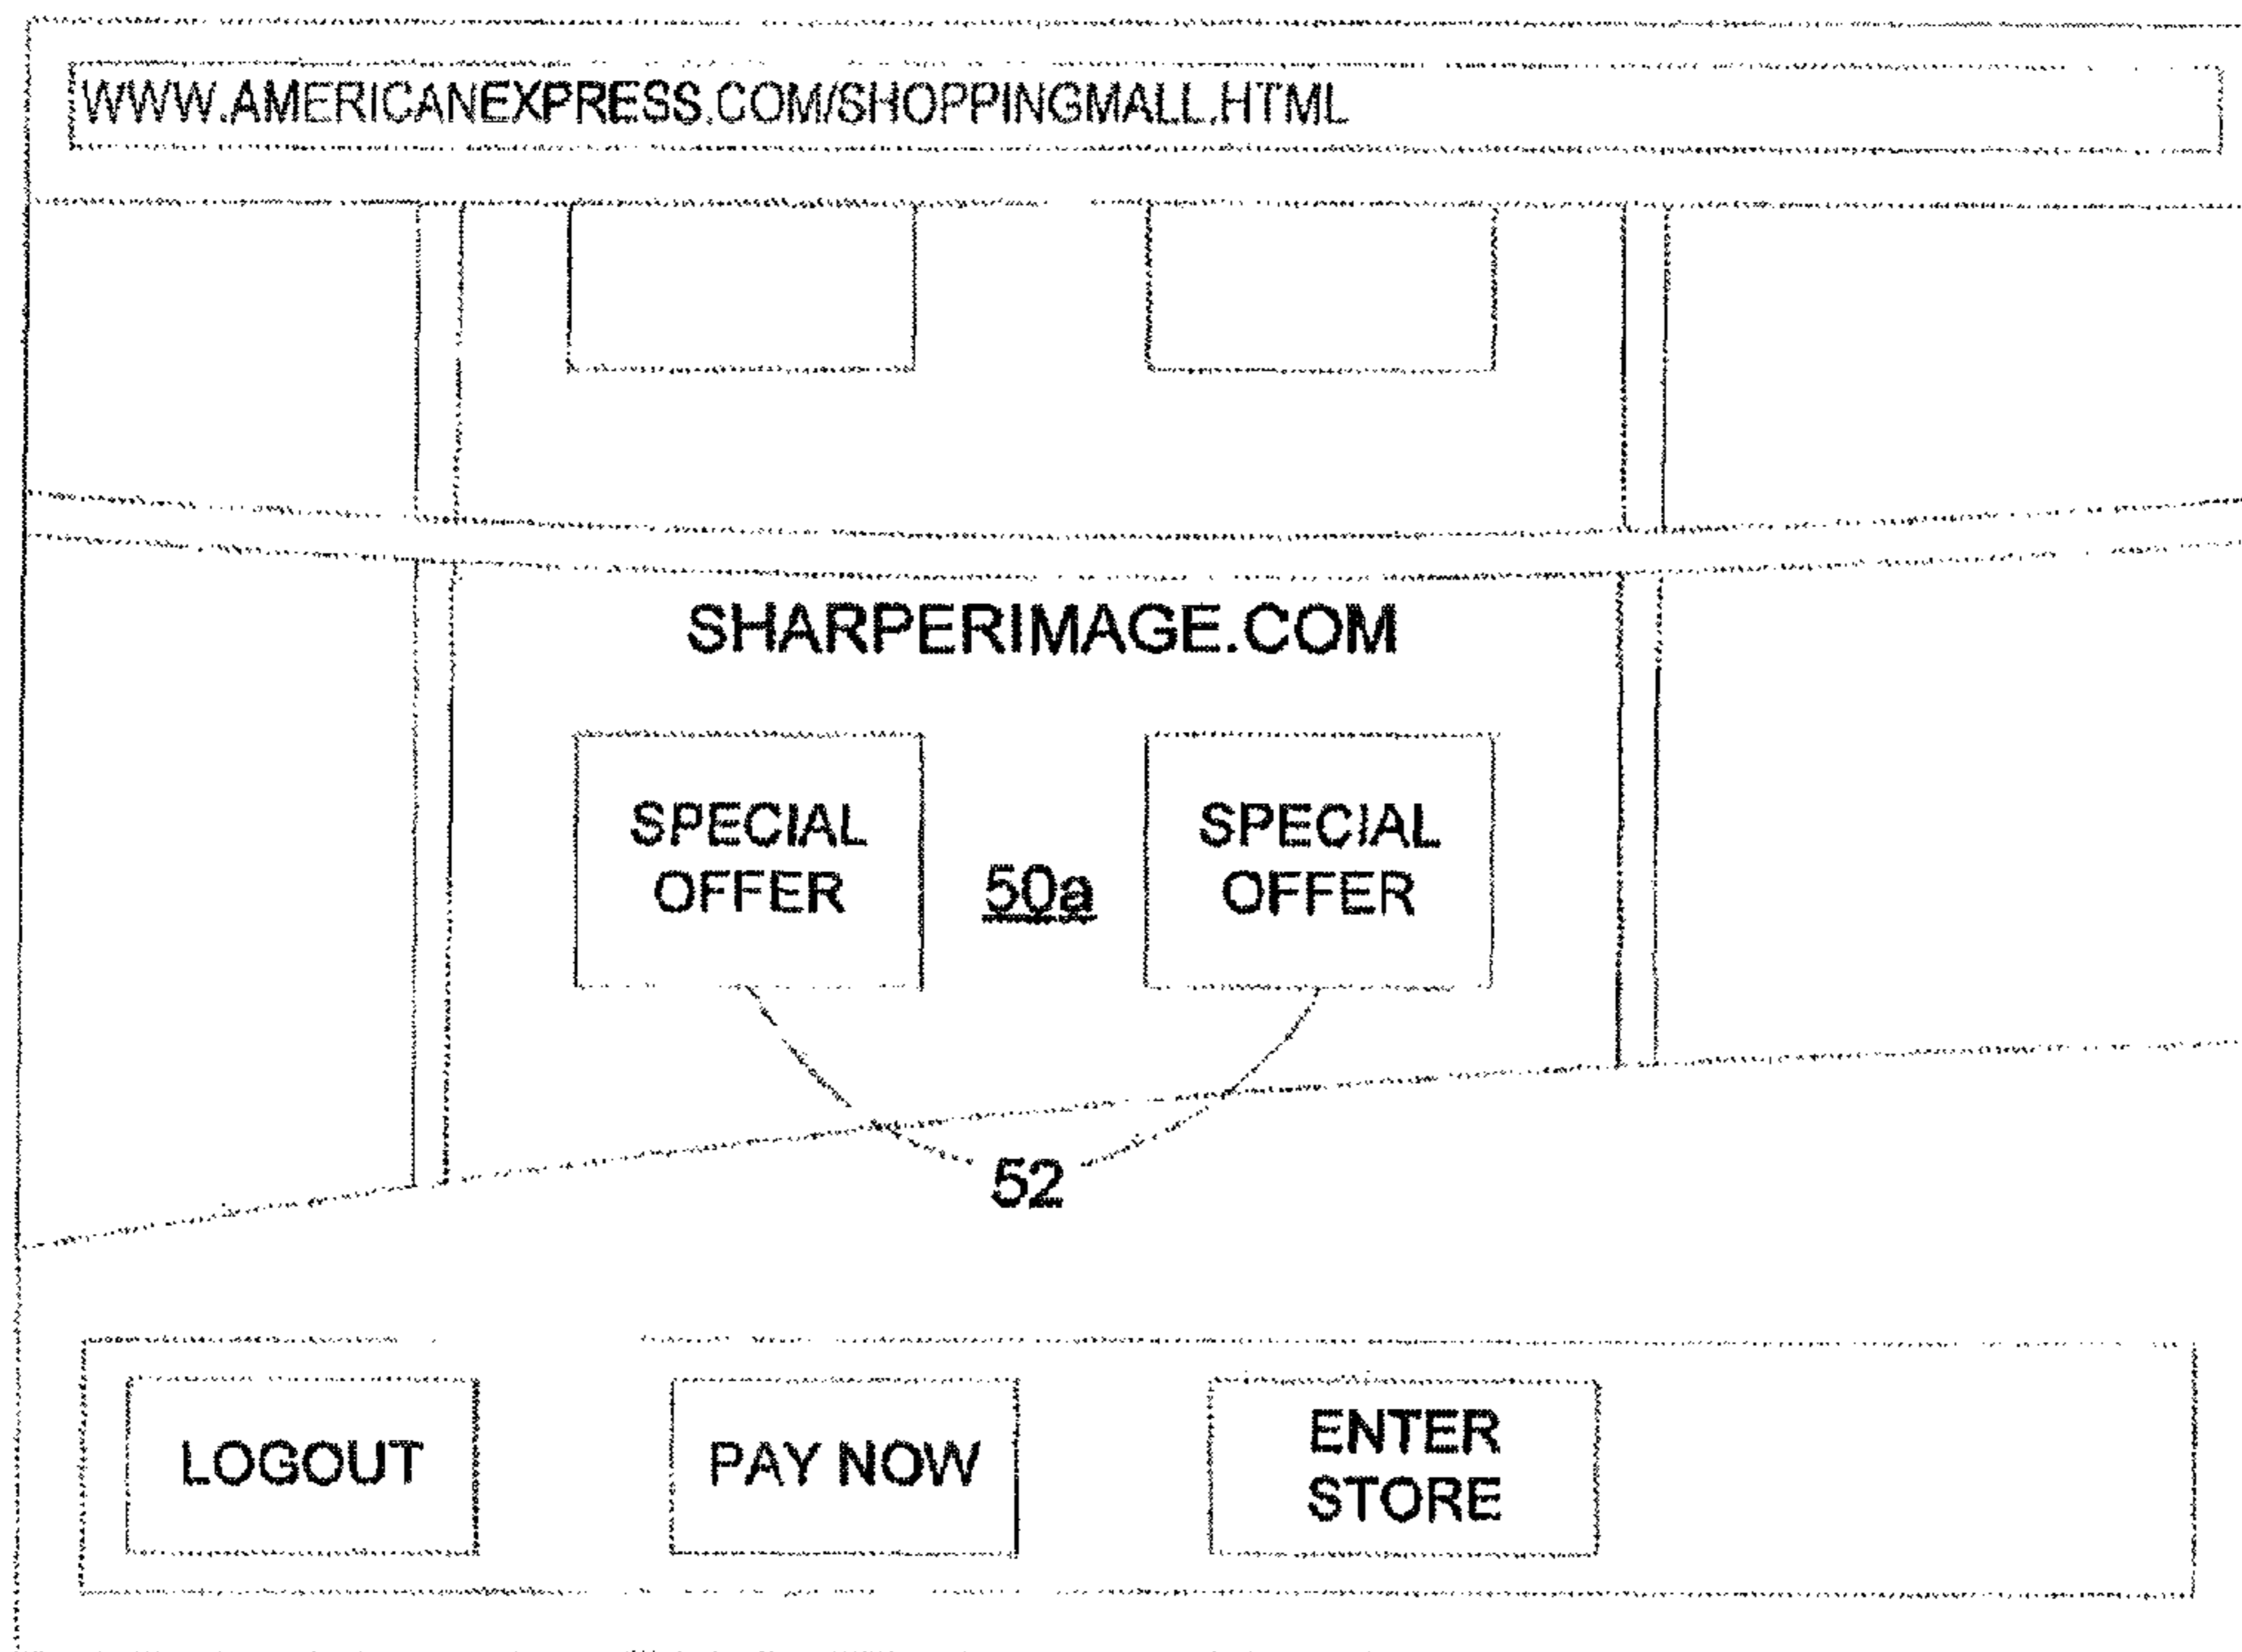 WWW.AMERICANEXPRESS.COM/SHOPPINGMALL.HTML
SHARPERIMAGE.COM
SPECIAL
OFFER
50a
SPECIAL
OFFER
52
LOGOUT
PAY NOW
ENTER
STORE